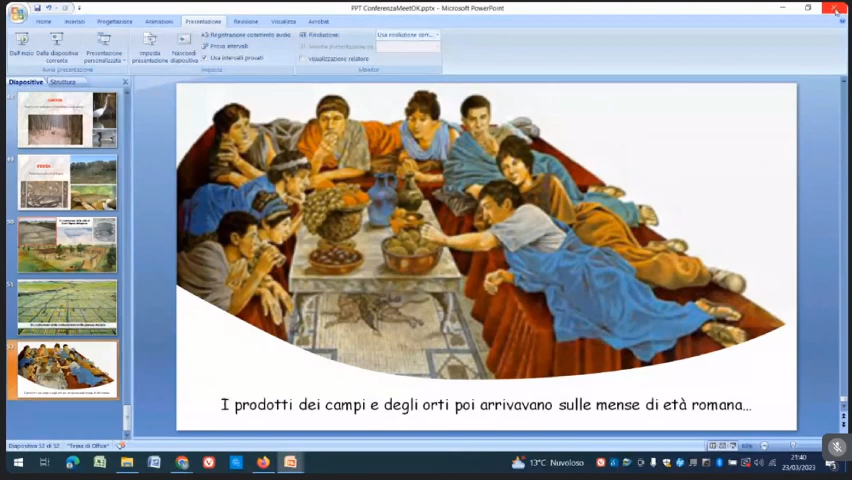 PPT ConferenzaMeetOK.pptx - Microsoft PowerPoint
Home Inserisci Progettazione Animazioni Presentazione Revisione Visualizza Acrobat
Dall'inizio
Dalla diapositiva corrente
Presentazione personalizzata
Avvia presentazione
Imposta presentazione
Nascondi diapositiva
Registrazione commento audio
Prova intervalli
Usa intervalli provati
Imposta
Risoluzione:
Usa risoluzione corr...
Visualizzazione relatore
Monitor
Diapositive Struttura
50
51
I prodotti dei campi e degli orti poi arrivavano sulle mense di età romana...
Diapositiva 52 di 52 "Tema di Office"
13°C Nuvoloso
21:40
23/03/2023